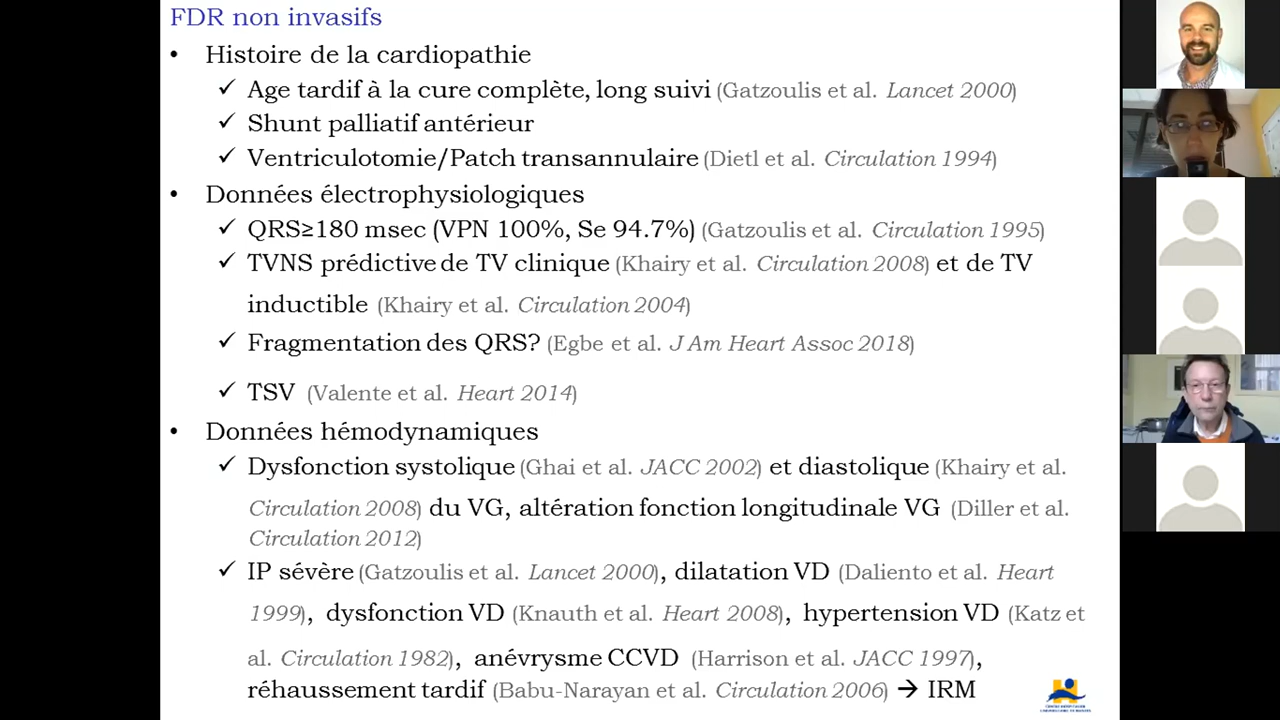 FDR non invasifs
• Histoire de la cardiopathie
✓ Age tardif à la cure complète, long suivi (Gatzoulis et al. Lancet 2000)
✓ Shunt palliatif antérieur
✓ Ventriculotomie/Patch transannulaire (Dietl et al. Circulation 1994)
• Données électrophysiologiques
✓ QRS≥180 msec (VPN 100%, Se 94.7%) (Gatzoulis et al. Circulation 1995)
✓ TVNS prédictive de TV clinique (Khairy et al. Circulation 2008) et de TV
inductible (Khairy et al. Circulation 2004)
✓ Fragmentation des QRS? (Egbe et al. J Am Heart Assoc 2018)
✓ TSV (Valente et al. Heart 2014)
• Données hémodynamiques
✓ Dysfonction systolique (Ghai et al. JACC 2002) et diastolique (Khairy et al.
Circulation 2008) du VG, altération fonction longitudinale VG (Diller et al.
Circulation 2012)
✓ IP sévère (Gatzoulis et al. Lancet 2000), dilatation VD (Daliento et al. Heart
1999), dysfonction VD (Knauth et al. Heart 2008), hypertension VD (Katz et
al. Circulation 1982), anévrysme CCVD (Harrison et al. JACC 1997),
réhaussement tardif (Babu-Narayan et al. Circulation 2006) → IRM